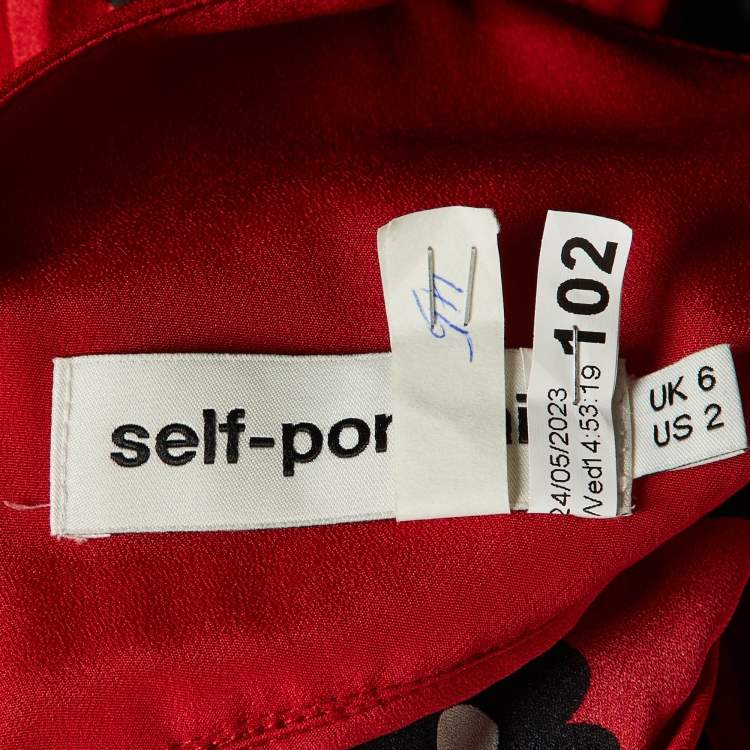 self-por
102
24/05/2023
Wed14:53:19
UK 6
US 2